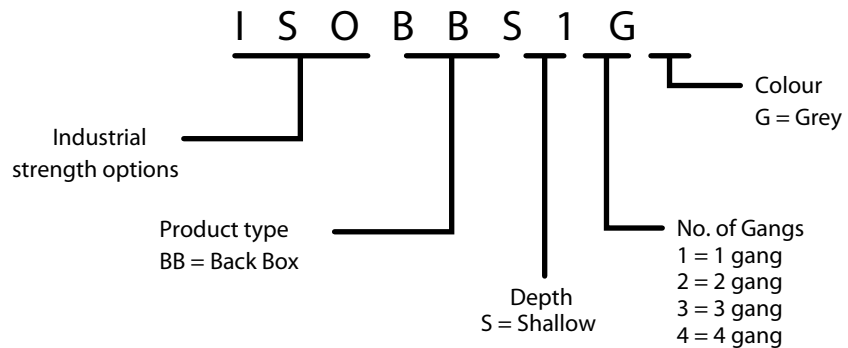 I S O B B S 1 G
Colour
G = Grey
Industrial
strength options
Product type
BB = Back Box
No. of Gangs
1 = 1 gang
2 = 2 gang
3 = 3 gang
4 = 4 gang
Depth
S = Shallow